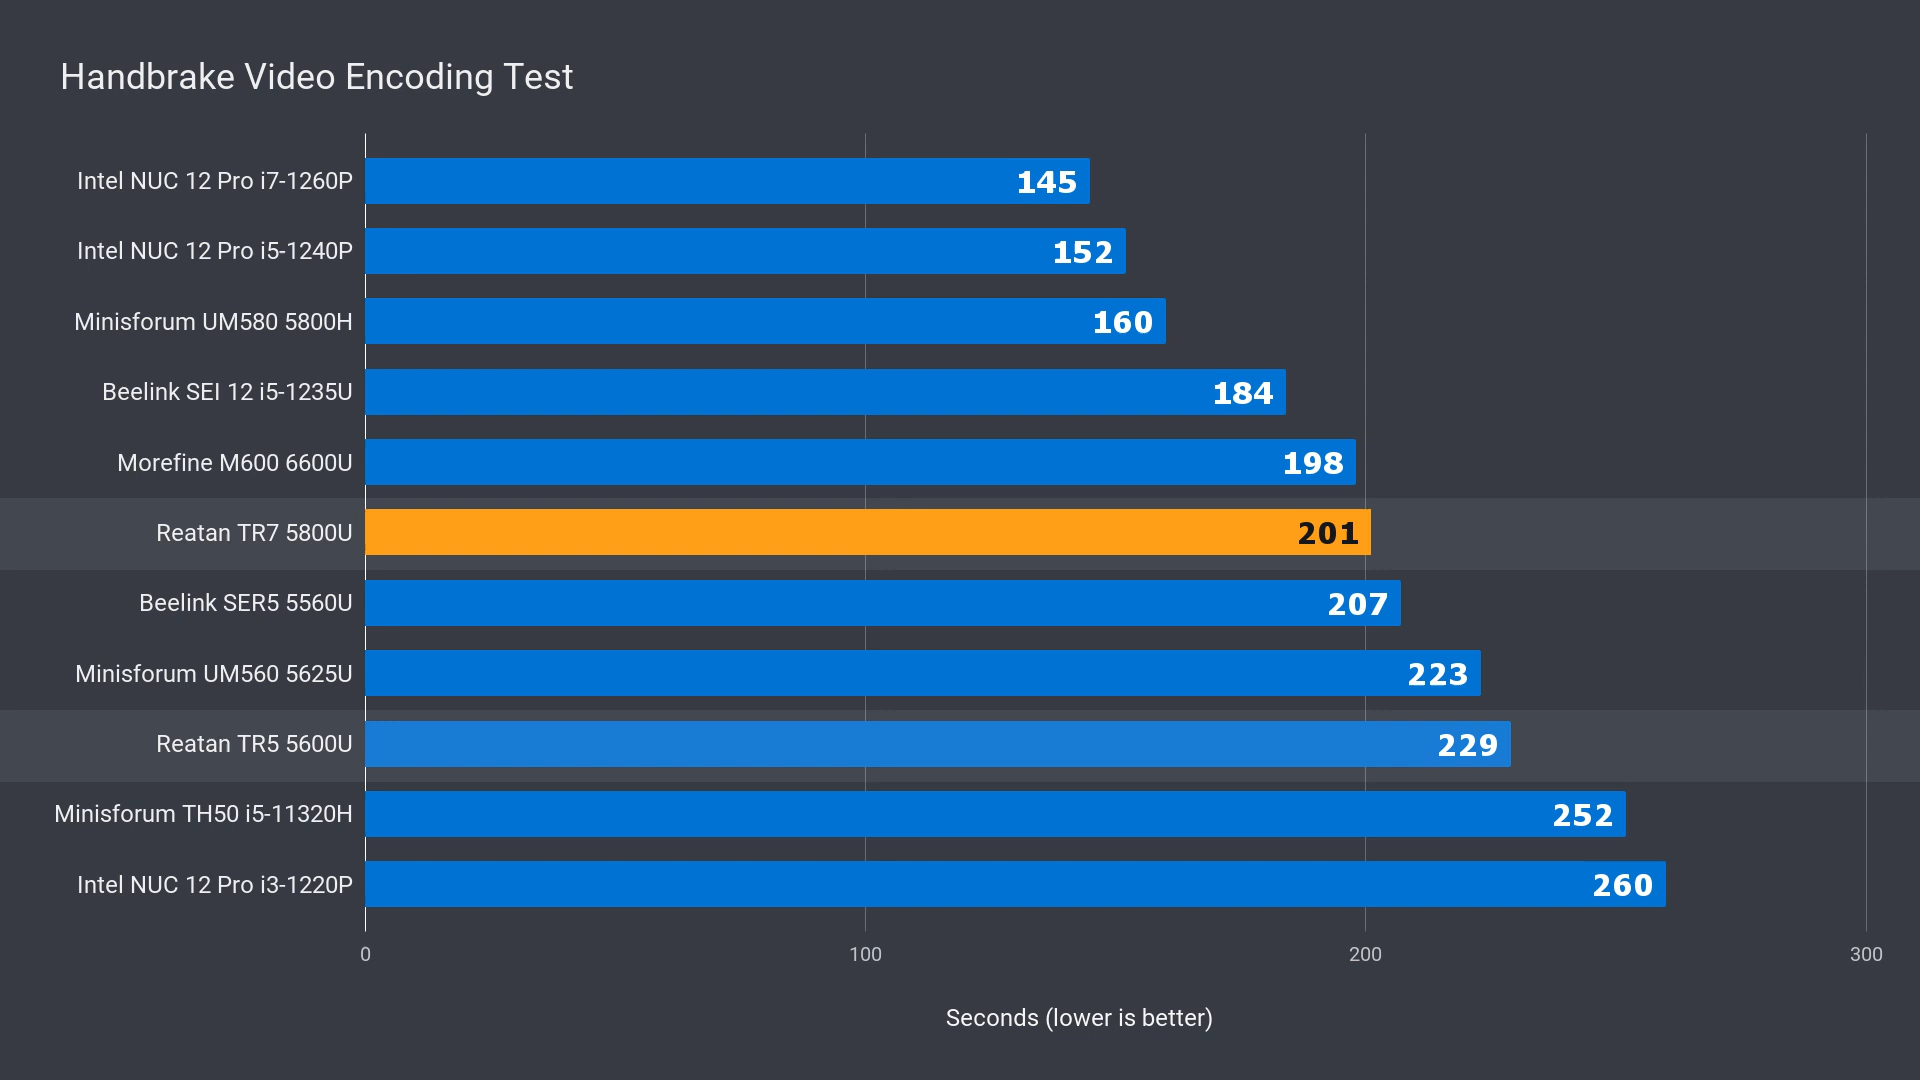 Handbrake Video Encoding Test
Intel NUC 12 Pro i7-1260P 145
Intel NUC 12 Pro i5-1240P 152
Minisforum UM580 5800H 160
Beelink SEI 12 i5-1235U 184
Morefine M600 6600U 198
Reatan TR7 5800U 201
Beelink SER5 5560U 207
Minisforum UM560 5625U 223
Reatan TR5 5600U 229
Minisforum TH50 i5-11320H 252
Intel NUC 12 Pro i3-1220P 260
0 100 200 300
Seconds (lower is better)